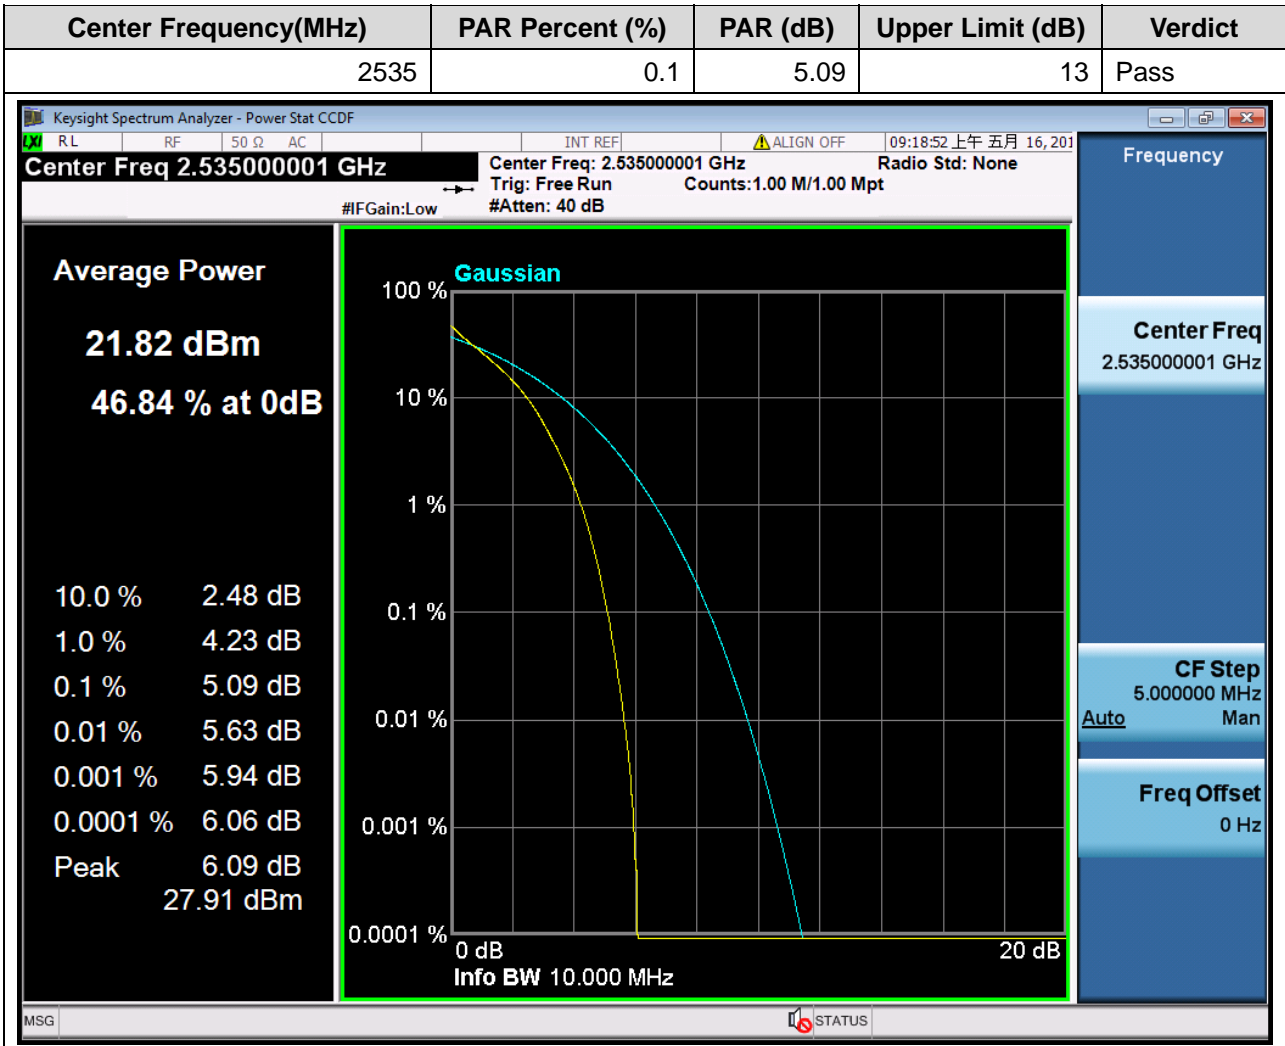 Center Frequency(MHz) PAR Percent (%) PAR (dB) Upper Limit (dB) Verdict
2535 0.1 5.09 13 Pass
Keysight Spectrum Analyzer - Power Stat CCDF
LXI RL RF 50 Ω AC INT REF ALIGN OFF 09:18:52 上午 五月 16, 201
Center Freq 2.535000001 GHz
#IFGain:Low
Center Freq: 2.535000001 GHz Radio Std: None
Trig: Free Run Counts:1.00 M/1.00 Mpt
#Atten: 40 dB
Average Power
21.82 dBm
46.84 % at 0dB
10.0 % 2.48 dB
1.0 % 4.23 dB
0.1 % 5.09 dB
0.01 % 5.63 dB
0.001 % 5.94 dB
0.0001 % 6.06 dB
Peak 6.09 dB
27.91 dBm
Gaussian
100 %
10 %
1 %
0.1 %
0.01 %
0.001 %
0.0001 %
0 dB 20 dB
Info BW 10.000 MHz
Frequency
Center Freq
2.535000001 GHz
CF Step
5.000000 MHz
Auto Man
Freq Offset
0 Hz
MSG STATUS